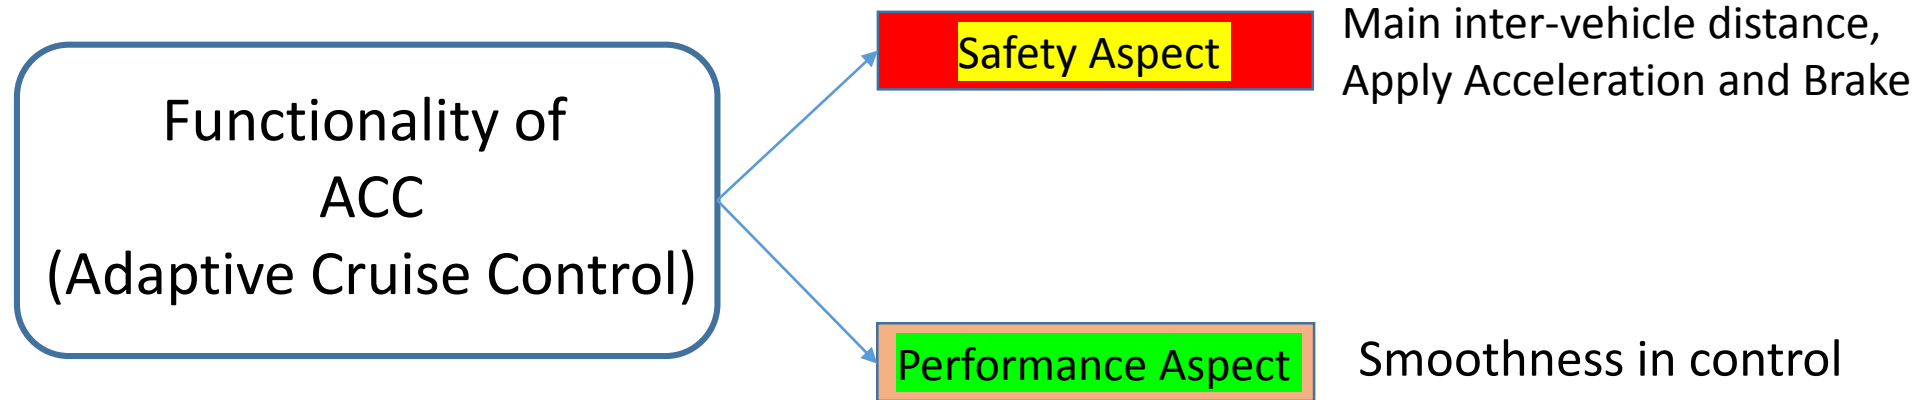 Functionality of
ACC
(Adaptive Cruise Control)
Safety Aspect
Main inter-vehicle distance,
Apply Acceleration and Brake
Performance Aspect
Smoothness in control